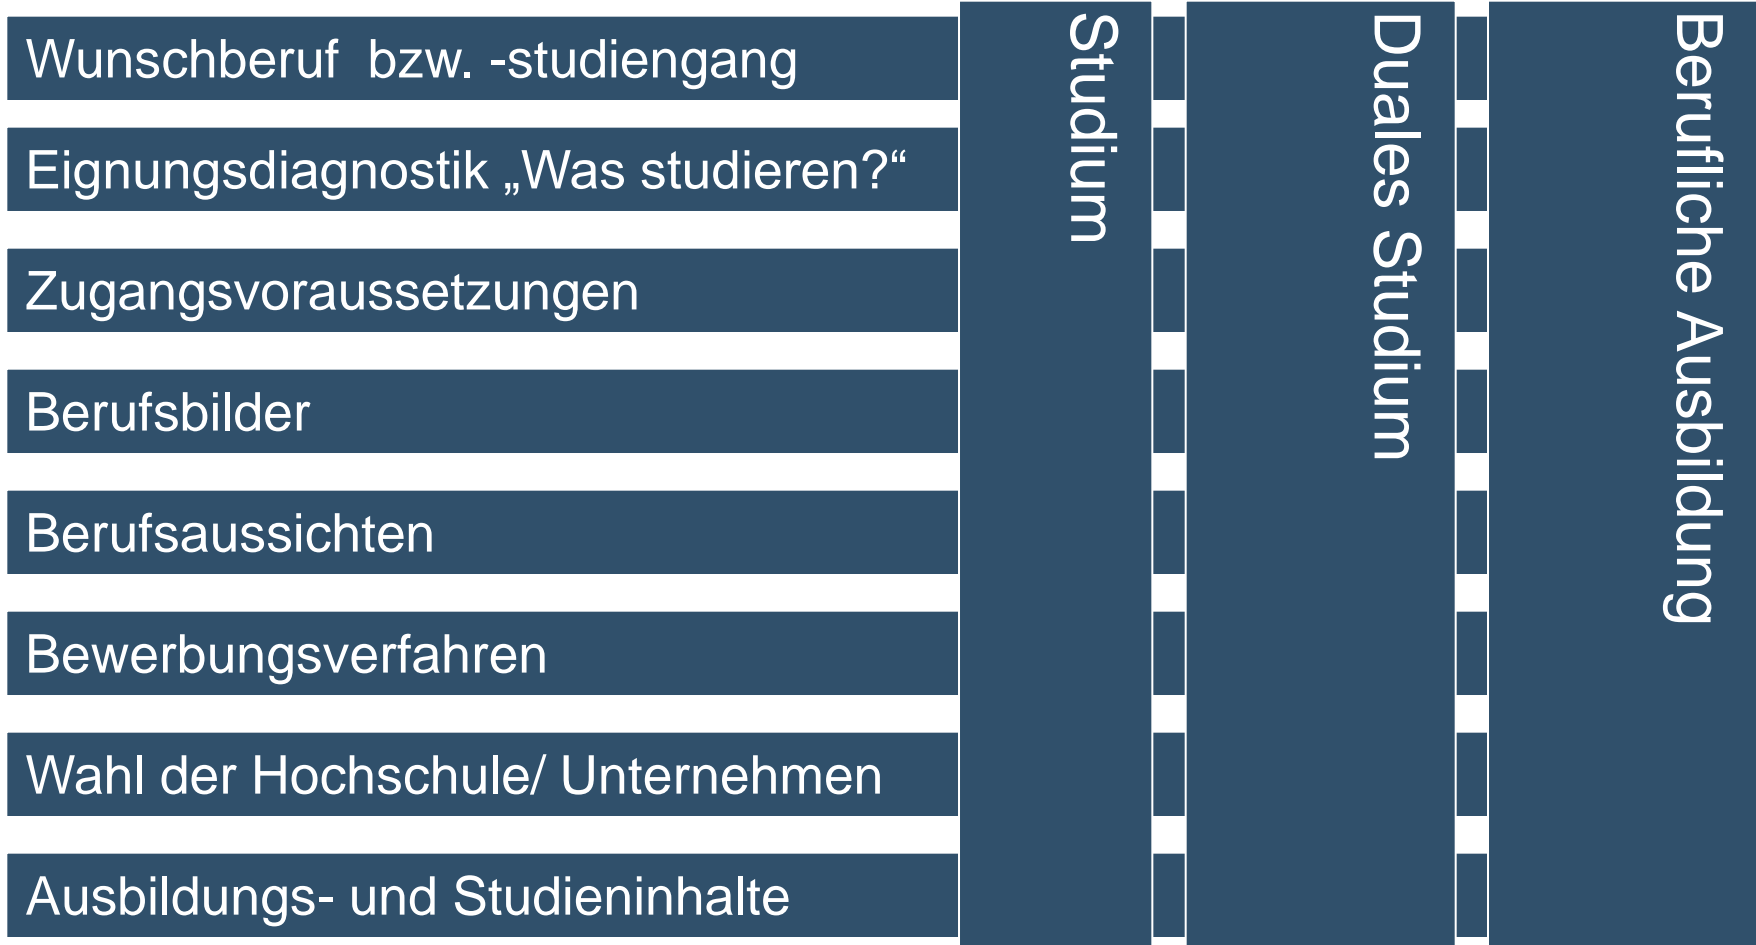 Wunschberuf  bzw. -studiengang
Eignungsdiagnostik „Was studieren?“
Zugangsvoraussetzungen
Berufsbilder
Berufsaussichten
Bewerbungsverfahren
Wahl der Hochschule/ Unternehmen
Ausbildungs- und Studieninhalte
Studium
Duales Studium
Berufliche Ausbildung